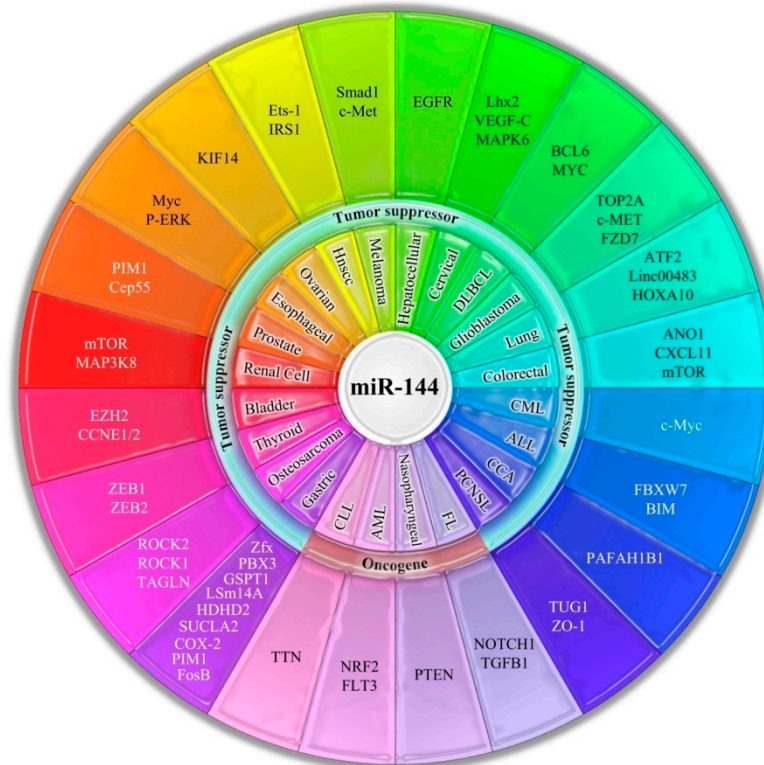 miR-144
Tumor suppressor
Tumor suppressor
Tumor suppressor
Oncogene
Hepatocellular
EGFR
Cervical
Lhx2
VEGF-C
MAPK6
DLBCL
BCL6
MYC
Glioblastoma
TOP2A
c-MET
FZD7
Lung
ATF2
Linc00483
HOXA10
Colorectal
ANO1
CXCL11
mTOR
CML
c-Myc
ALL
FBXW7
BIM
CCA
PAFAH1B1
PCNSL
TUG1
ZO-1
FL
NOTCH1
TGFB1
Nasopharyngeal
PTEN
AML
NRF2
FLT3
CLL
TTN
Gastric
Zfx
PBX3
GSPT1
LSm14A
HDHD2
SUCLA2
COX-2
PIM1
FosB
Osteosarcoma
ROCK2
ROCK1
TAGLN
Thyroid
ZEB1
ZEB2
Bladder
EZH2
CCNE1/2
Renal Cell
mTOR
MAP3K8
Prostate
PIM1
Cep55
Esophageal
Myc
P-ERK
Ovarian
KIF14
Hnscc
Ets-1
IRS1
Melanoma
Smad1
c-Met